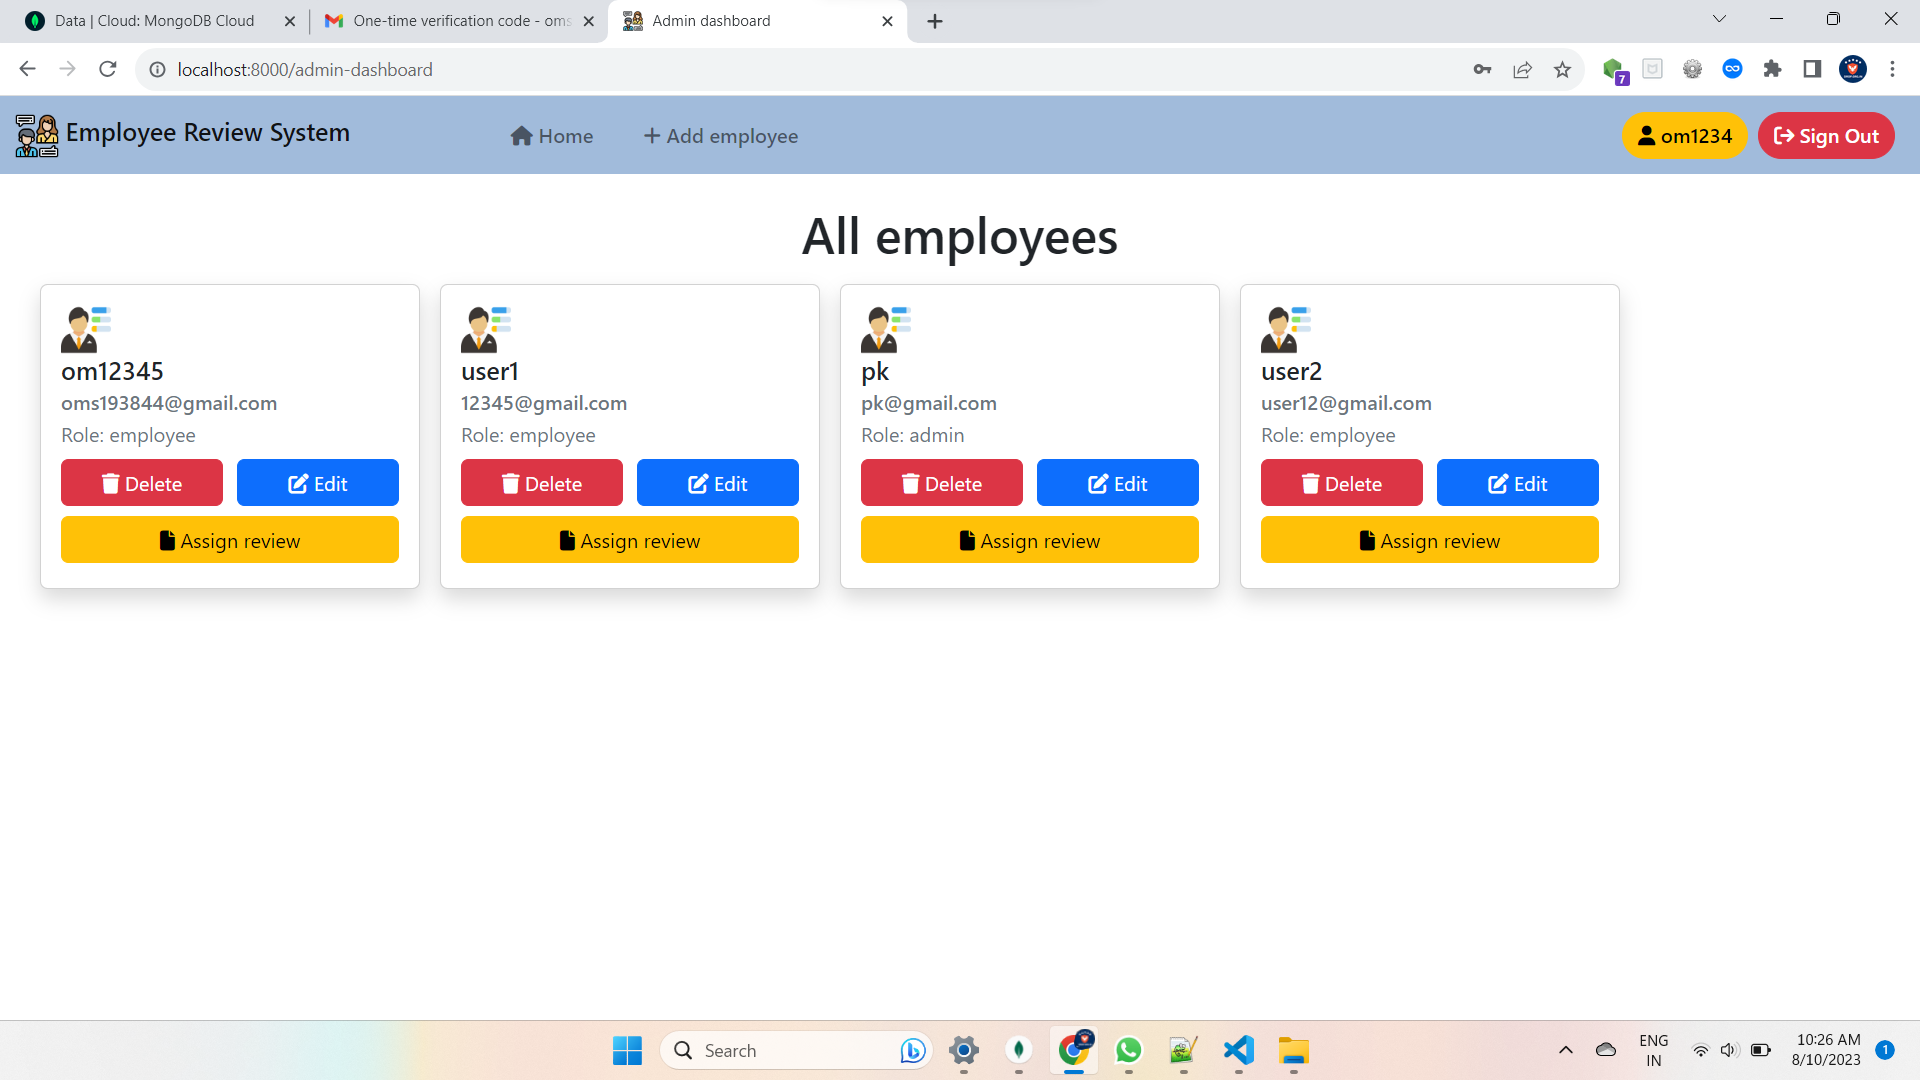 Data | Cloud: MongoDB Cloud
One-time verification code - oms
Admin dashboard
localhost:8000/admin-dashboard
7
Employee Review System
Home
+ Add employee
om1234
Sign Out
All employees
om12345
oms193844@gmail.com
Role: employee
Delete
Edit
Assign review
user1
12345@gmail.com
Role: employee
Delete
Edit
Assign review
pk
pk@gmail.com
Role: admin
Delete
Edit
Assign review
user2
user12@gmail.com
Role: employee
Delete
Edit
Assign review
Search
ENG
IN
10:26 AM
8/10/2023
1